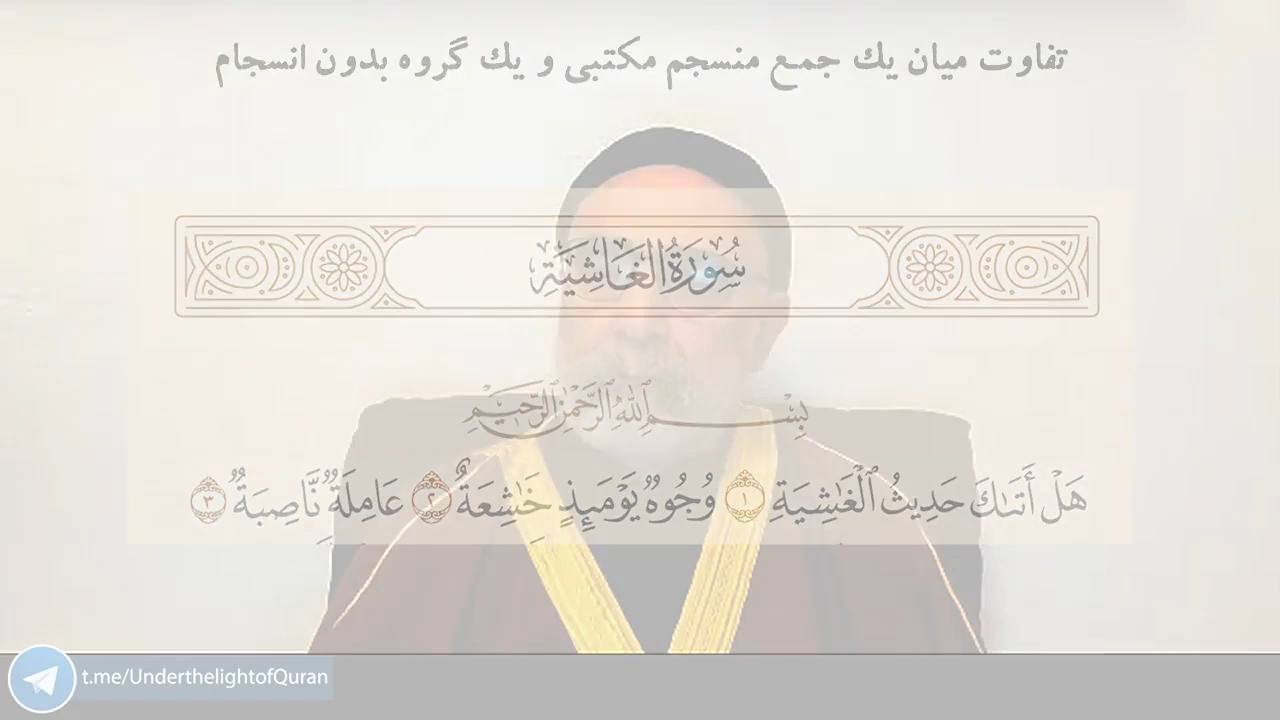 تفاوت میان یك جمع منسجم مكتبی و یك گروه بدون انسجام
سُورَةُ الغَاشِيَةِ
بِسْمِ ٱللَّهِ ٱلرَّحْمَٰنِ ٱلرَّحِيمِ
هَلْ أَتَىٰكَ حَدِيثُ ٱلْغَٰشِيَةِ ١ وُجُوهٌ يَوْمَئِذٍ خَٰشِعَةٌ ٢ عَامِلَةٌ نَّاصِبَةٌ ٣
t.me/UnderthelightofQuran